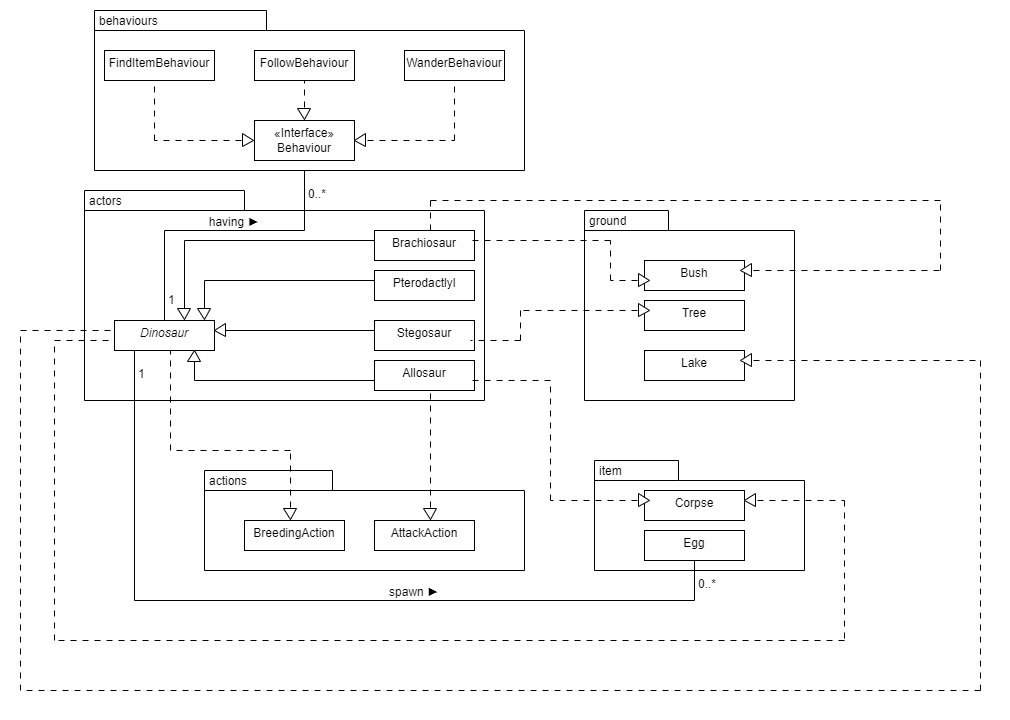 behaviours
FindItemBehaviour
FollowBehaviour
WanderBehaviour
«Interface»
Behaviour
0..*
actors
having ►
Brachiosaur
ground
Bush
Pterodactlyl
1
Tree
Dinosaur
Stegosaur
Lake
1
Allosaur
item
actions
Corpse
BreedingAction
AttackAction
Egg
0..*
spawn ►